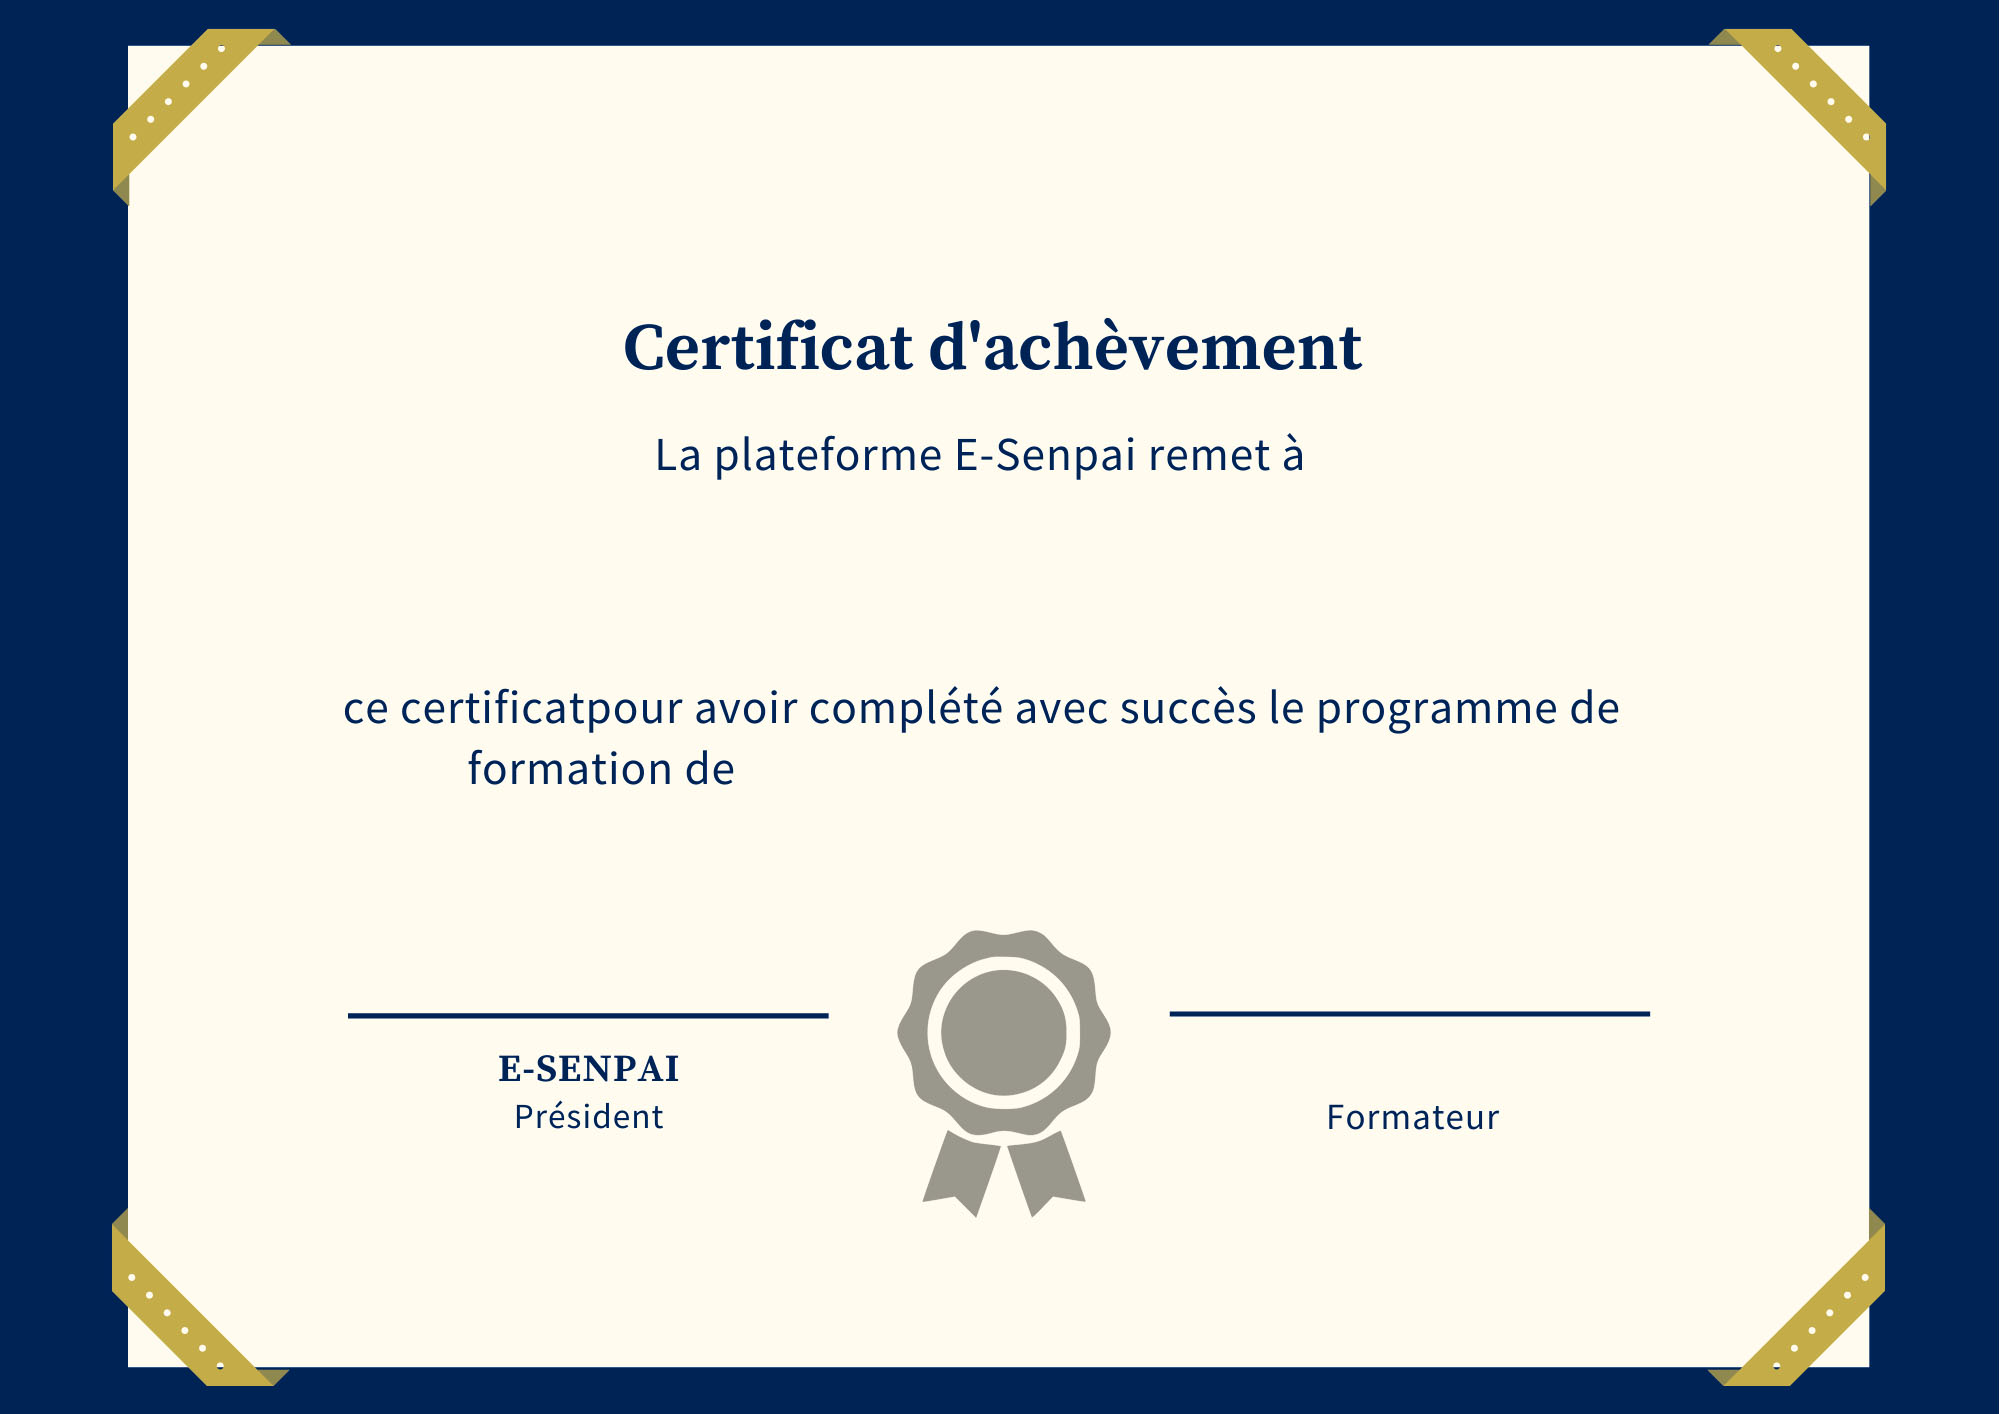 Certificat d'achèvement
La plateforme E-Senpai remet à
ce certificatpour avoir complété avec succès le programme de
formation de
E-SENPAI
Président
Formateur